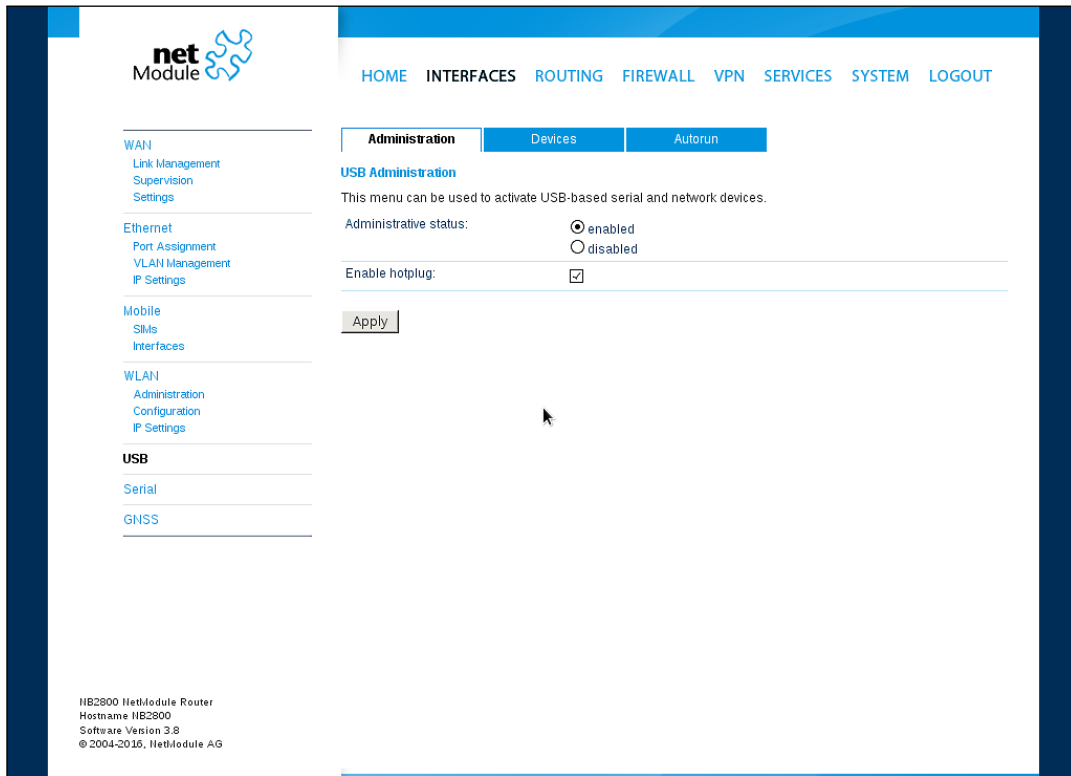 net
Module
HOME INTERFACES ROUTING FIREWALL VPN SERVICES SYSTEM LOGOUT
WAN
Link Management
Supervision
Settings
Ethernet
Port Assignment
VLAN Management
IP Settings
Mobile
SIMs
Interfaces
WLAN
Administration
Configuration
IP Settings
USB
Serial
GNSS
Administration Devices Autorun
USB Administration
This menu can be used to activate USB-based serial and network devices.
Administrative status: enabled
disabled
Enable hotplug:
Apply
NB2800 NetModule Router
Hostname NB2800
Software Version 3.8
© 2004-2016, NetModule AG